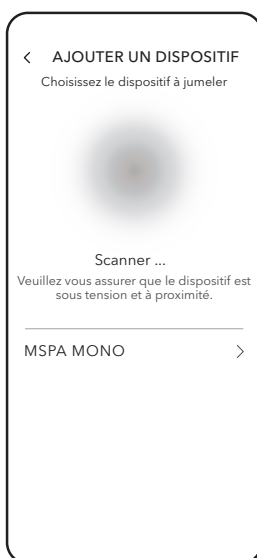 AJOUTER UN DISPOSITIF
Choisissez le dispositif à jumeler
Scanner ...
Veuillez vous assurer que le dispositif est
sous tension et à proximité.
MSPA MONO